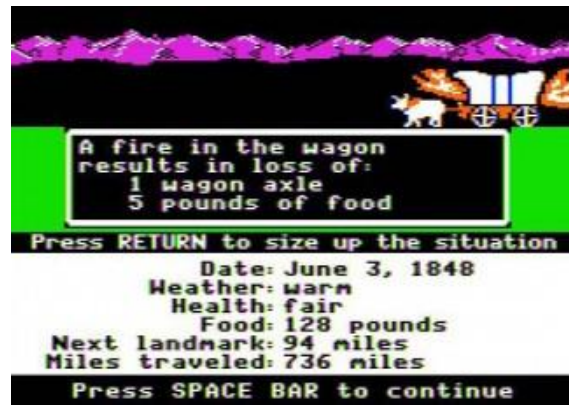 A fire in the wagon
results in loss of:
1 wagon axle
5 pounds of food
Press RETURN to size up the situation
Date: June 3, 1848
Weather: warm
Health: fair
Food: 128 pounds
Next landmark: 94 miles
Miles traveled: 736 miles
Press SPACE BAR to continue